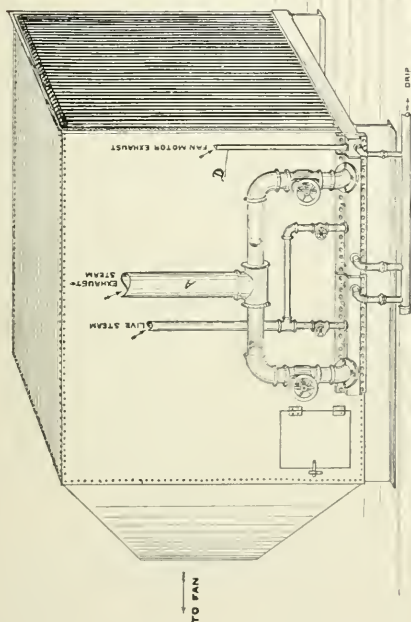 FAN MOTOR EXHAUST
D
EXHAUST
STEAM
A
LIVE STEAM
DRIP
TO FAN